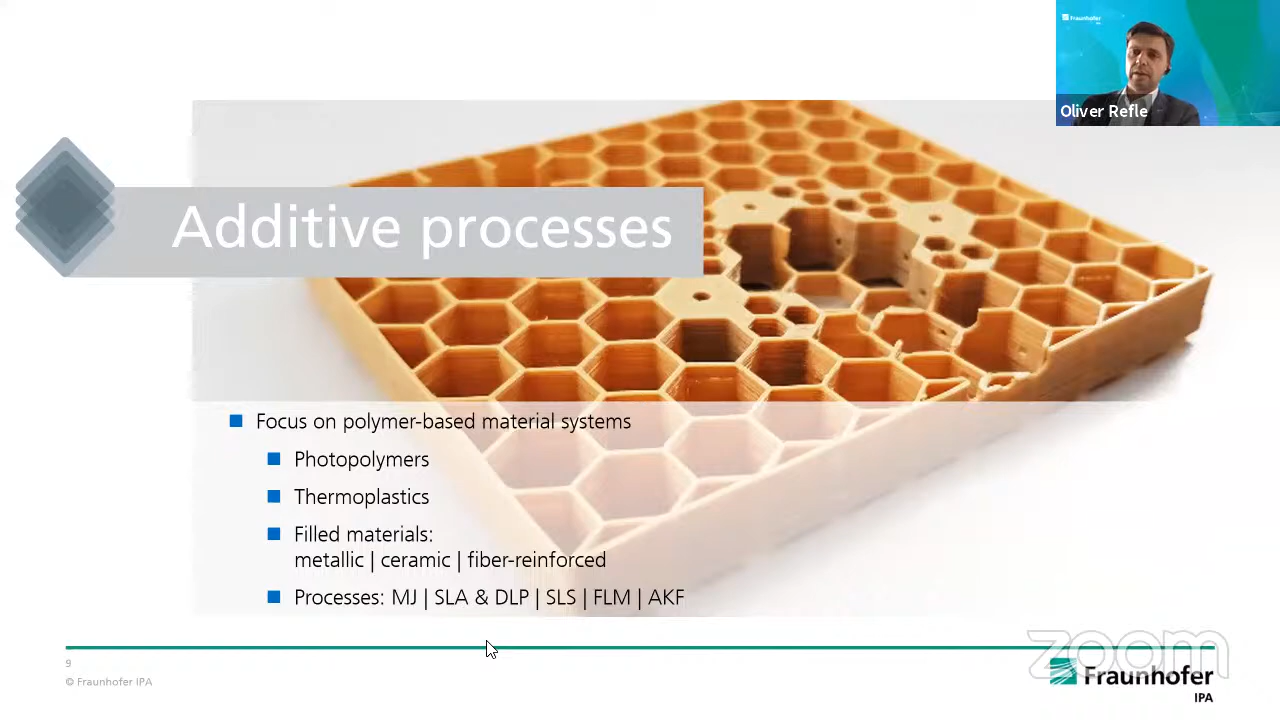 Fraunhofer
Oliver Refle
Additive processes
Focus on polymer-based material systems
Photopolymers
Thermoplastics
Filled materials:
metallic | ceramic | fiber-reinforced
Processes: MJ | SLA & DLP | SLS | FLM | AKF
9
© Fraunhofer IPA
zoom
Fraunhofer
IPA